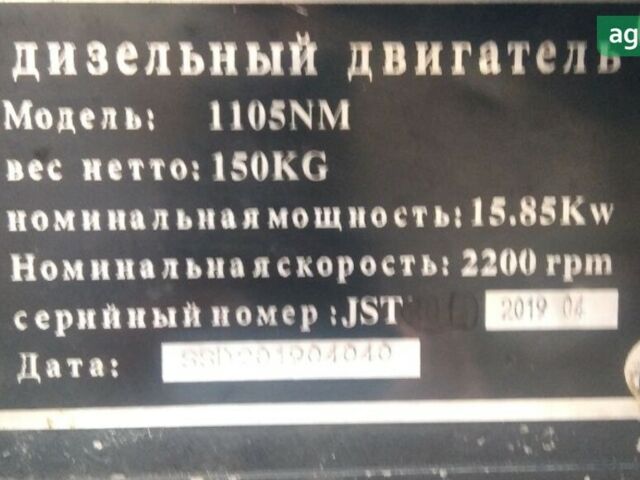 ag
дизельный двигатель
Модель: 1105NM
вес нетто: 150KG
номинальная мощность: 15.85Kw
Номинальная скорость: 2200 rpm
серийный номер : JST 2019 04
Дата: SSD201904040